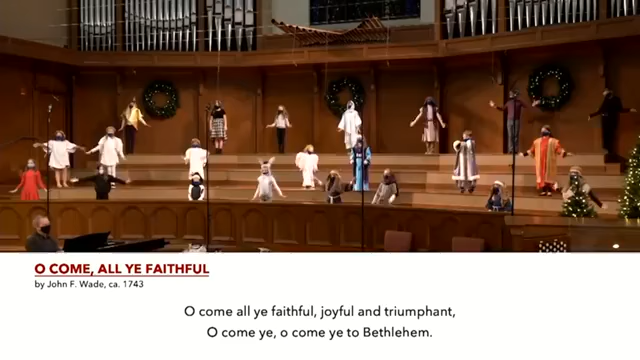 O COME, ALL YE FAITHFUL
by John F. Wade, ca. 1743
O come all ye faithful, joyful and triumphant,
O come ye, o come ye to Bethlehem.